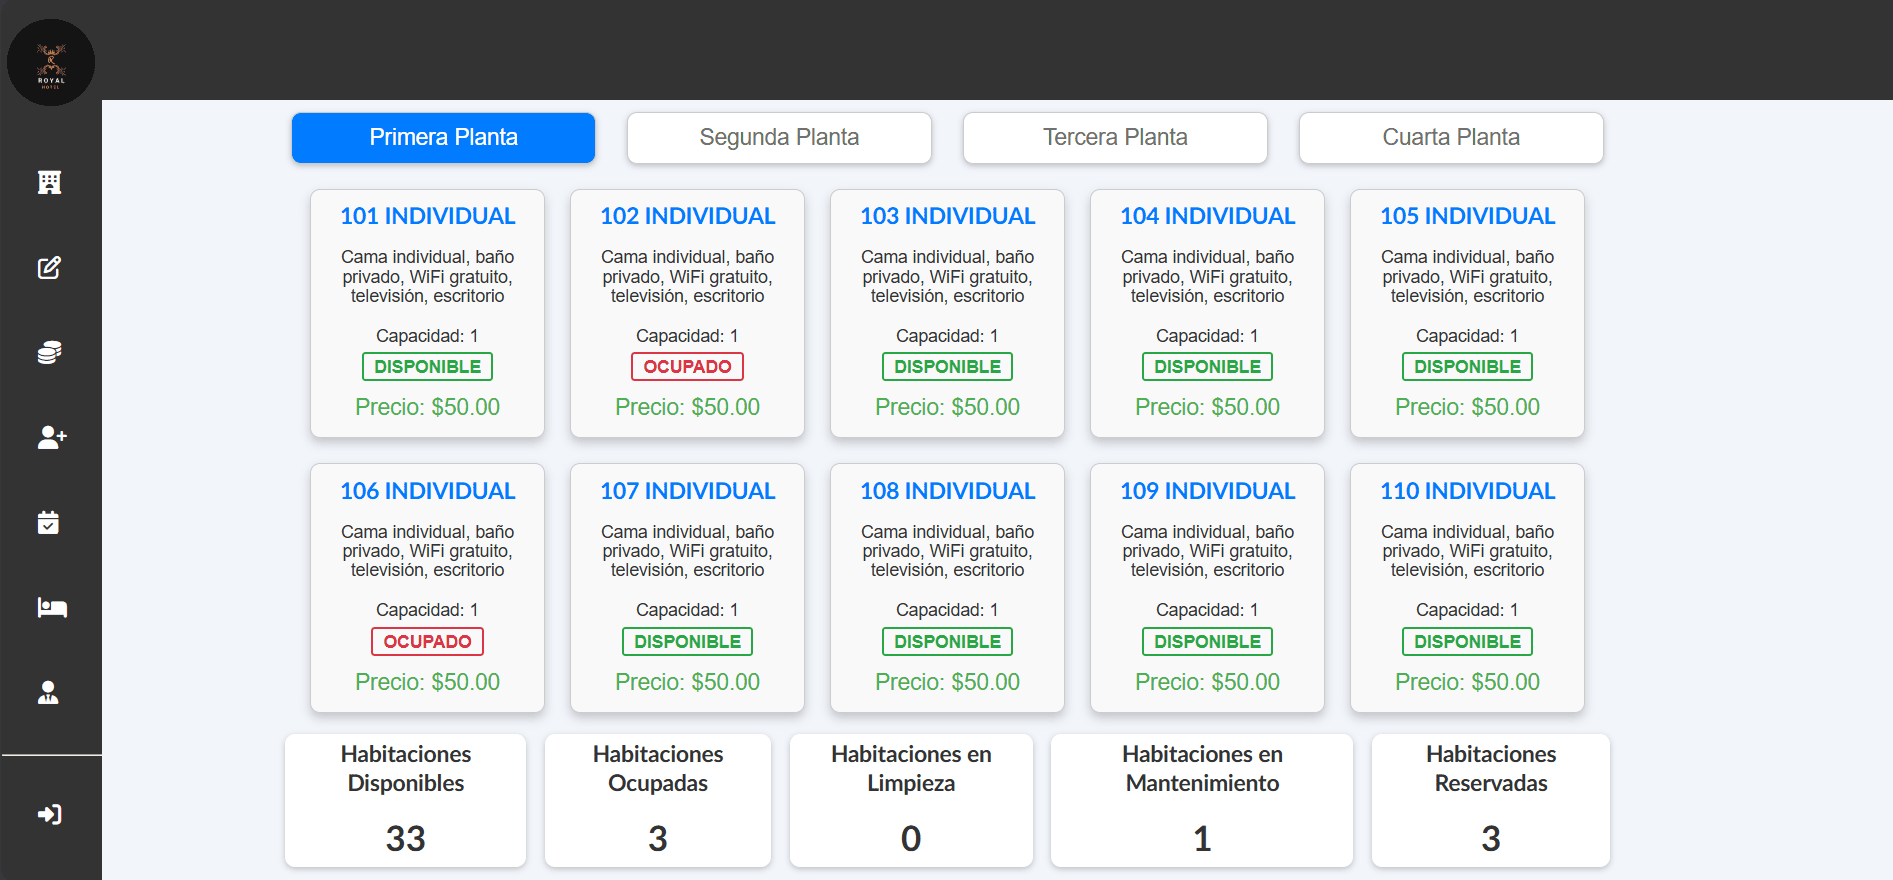 R
ROYAL
HOTEL
Primera Planta
Segunda Planta
Tercera Planta
Cuarta Planta
101 INDIVIDUAL
Cama individual, baño
privado, WiFi gratuito,
televisión, escritorio
Capacidad: 1
DISPONIBLE
Precio: $50.00
102 INDIVIDUAL
Cama individual, baño
privado, WiFi gratuito,
televisión, escritorio
Capacidad: 1
OCUPADO
Precio: $50.00
103 INDIVIDUAL
Cama individual, baño
privado, WiFi gratuito,
televisión, escritorio
Capacidad: 1
DISPONIBLE
Precio: $50.00
104 INDIVIDUAL
Cama individual, baño
privado, WiFi gratuito,
televisión, escritorio
Capacidad: 1
DISPONIBLE
Precio: $50.00
105 INDIVIDUAL
Cama individual, baño
privado, WiFi gratuito,
televisión, escritorio
Capacidad: 1
DISPONIBLE
Precio: $50.00
106 INDIVIDUAL
Cama individual, baño
privado, WiFi gratuito,
televisión, escritorio
Capacidad: 1
OCUPADO
Precio: $50.00
107 INDIVIDUAL
Cama individual, baño
privado, WiFi gratuito,
televisión, escritorio
Capacidad: 1
DISPONIBLE
Precio: $50.00
108 INDIVIDUAL
Cama individual, baño
privado, WiFi gratuito,
televisión, escritorio
Capacidad: 1
DISPONIBLE
Precio: $50.00
109 INDIVIDUAL
Cama individual, baño
privado, WiFi gratuito,
televisión, escritorio
Capacidad: 1
DISPONIBLE
Precio: $50.00
110 INDIVIDUAL
Cama individual, baño
privado, WiFi gratuito,
televisión, escritorio
Capacidad: 1
DISPONIBLE
Precio: $50.00
Habitaciones
Disponibles
33
Habitaciones
Ocupadas
3
Habitaciones en
Limpieza
0
Habitaciones en
Mantenimiento
1
Habitaciones
Reservadas
3